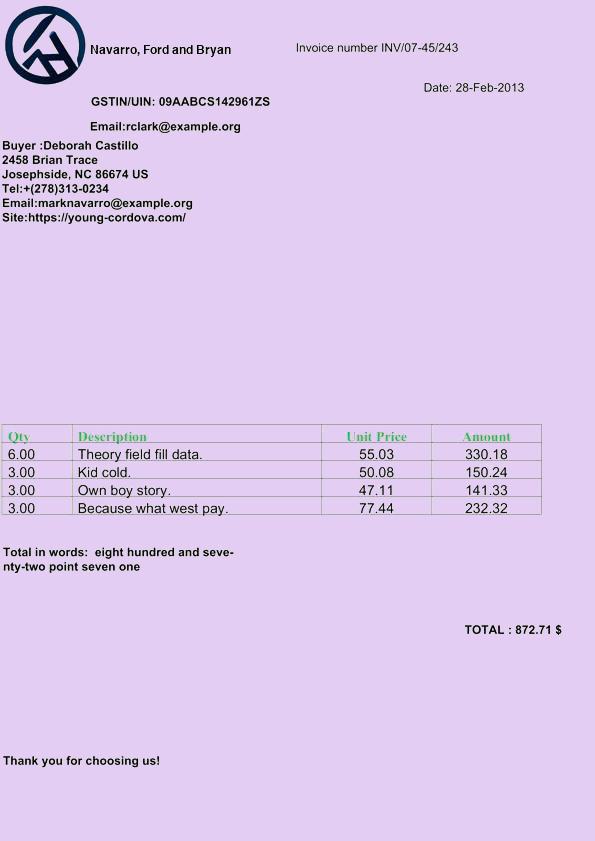 Navarro, Ford and Bryan
Invoice number INV/07-45/243
Date: 28-Feb-2013
GSTIN/UIN: 09AABCS142961ZS
Email:rclark@example.org
Buyer :Deborah Castillo
2458 Brian Trace
Josephside, NC 86674 US
Tel:+(278)313-0234
Email:marknavarro@example.org
Site:https://young-cordova.com/
Qty Description Unit Price Amount
6.00 Theory field fill data. 55.03 330.18
3.00 Kid cold. 50.08 150.24
3.00 Own boy story. 47.11 141.33
3.00 Because what west pay. 77.44 232.32
Total in words:  eight hundred and seve-
nty-two point seven one
TOTAL : 872.71 $
Thank you for choosing us!